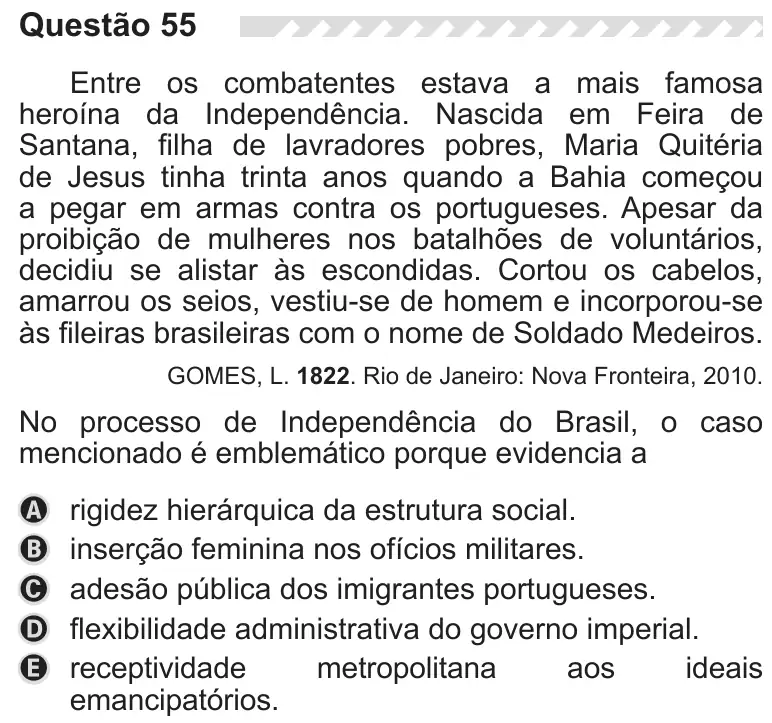 Questão 55
Entre os combatentes estava a mais famosa
heroína da Independência. Nascida em Feira de
Santana, filha de lavradores pobres, Maria Quitéria
de Jesus tinha trinta anos quando a Bahia começou
a pegar em armas contra os portugueses. Apesar da
proibição de mulheres nos batalhões de voluntários,
decidiu se alistar às escondidas. Cortou os cabelos,
amarrou os seios, vestiu-se de homem e incorporou-se
às fileiras brasileiras com o nome de Soldado Medeiros.
GOMES, L. 1822. Rio de Janeiro: Nova Fronteira, 2010.
No processo de Independência do Brasil, o caso
mencionado é emblemático porque evidencia a
A rigidez hierárquica da estrutura social.
B inserção feminina nos ofícios militares.
C adesão pública dos imigrantes portugueses.
D flexibilidade administrativa do governo imperial.
E receptividade metropolitana aos ideais
emancipatórios.